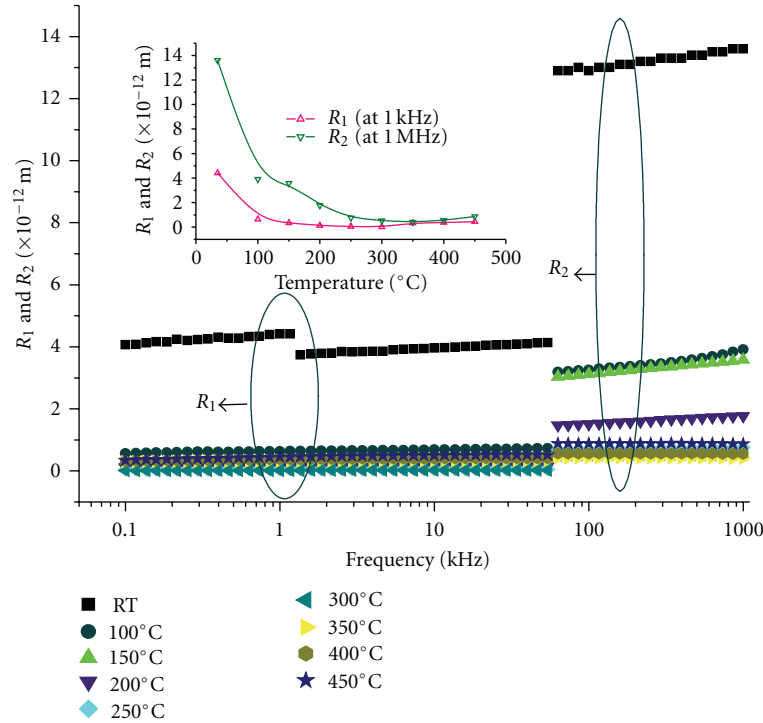 14
12
10
8
6
4
2
0
R₁ and R₂ (×10⁻¹² m)
14
12
10
8
6
4
2
0
R₁ and R₂ (×10⁻¹² m)
R₁ (at 1 kHz)
R₂ (at 1 MHz)
0 100 200 300 400 500
Temperature (°C)
R₂
R₁
0.1 1 10 100 1000
Frequency (kHz)
RT
100°C
150°C
200°C
250°C
300°C
350°C
400°C
450°C